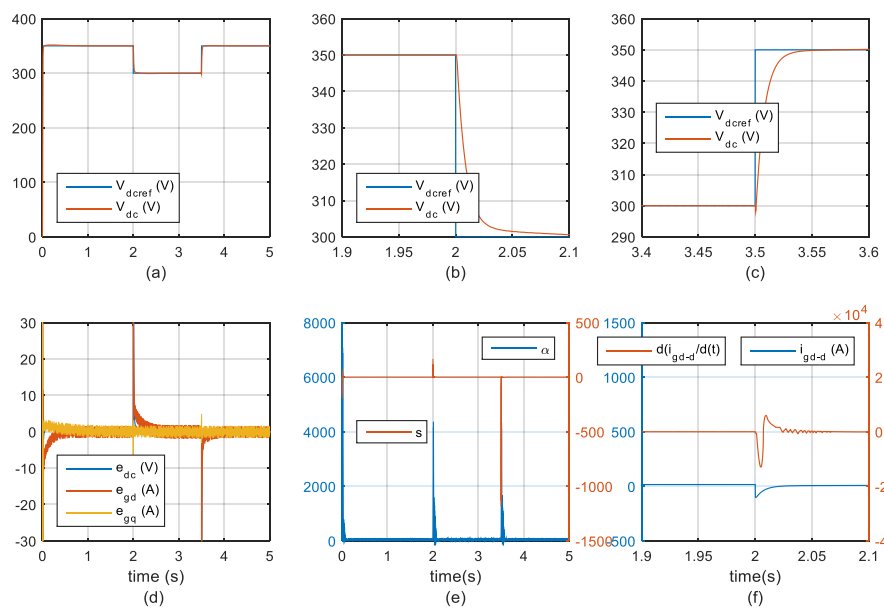 400
300
200
100
0
0 1 2 3 4 5
V_dcref (V)
V_dc (V)
(a)
360
350
340
330
320
310
300
1.9 1.95 2 2.05 2.1
V_dcref (V)
V_dc (V)
(b)
360
350
340
330
320
310
300
290
3.4 3.45 3.5 3.55 3.6
V_dcref (V)
V_dc (V)
(c)
30
20
10
0
-10
-20
-30
0 1 2 3 4 5
e_dc (V)
e_gd (A)
e_gq (A)
time (s)
(d)
8000
6000
4000
2000
0
500
0
-500
-1000
-1500
0 1 2 3 4 5
α
s
time(s)
(e)
1500
1000
500
0
-500
×10^4
4
2
0
-2
-4
1.9 1.95 2 2.05 2.1
d(i_gd-d/d(t)
i_gd-d (A)
time(s)
(f)